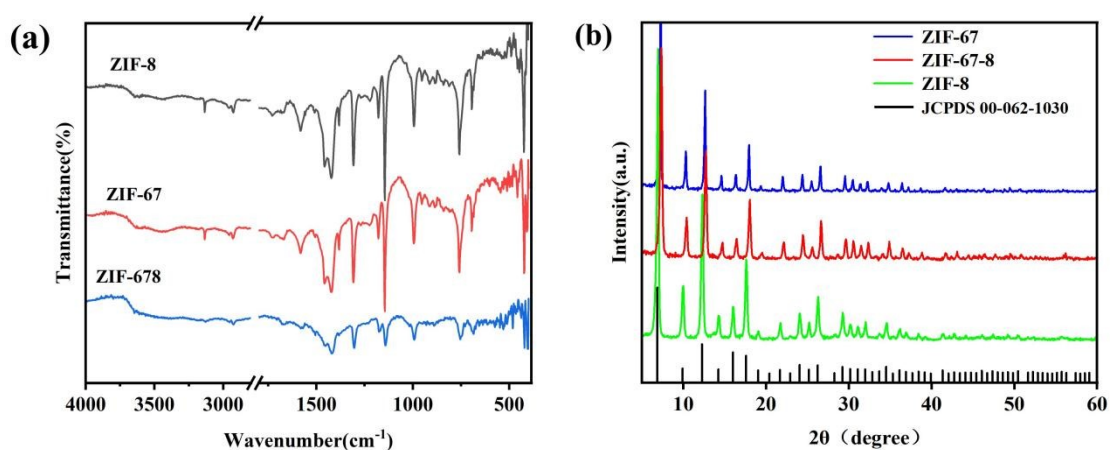 (a)
ZIF-8
ZIF-67
ZIF-678
Transmittance(%)
4000 3000 1500 1000 500
Wavenumber(cm⁻¹)
(b)
ZIF-67
ZIF-67-8
ZIF-8
JCPDS 00-062-1030
Intensity(a.u.)
10 20 30 40 50 60
2θ（degree）